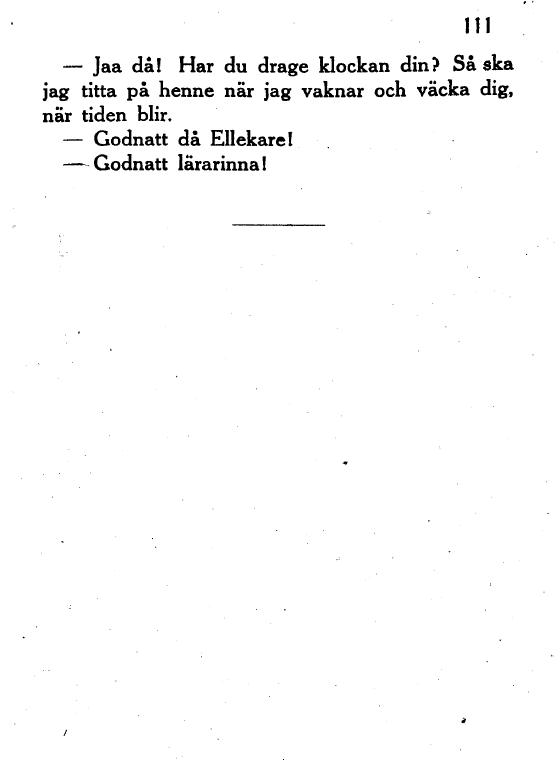 111
— Jaa då! Har du drage klockan din? Så ska
jag titta på henne när jag vaknar och väcka dig,
när tiden blir.
— Godnatt då Ellekare!
— Godnatt lärarinna!